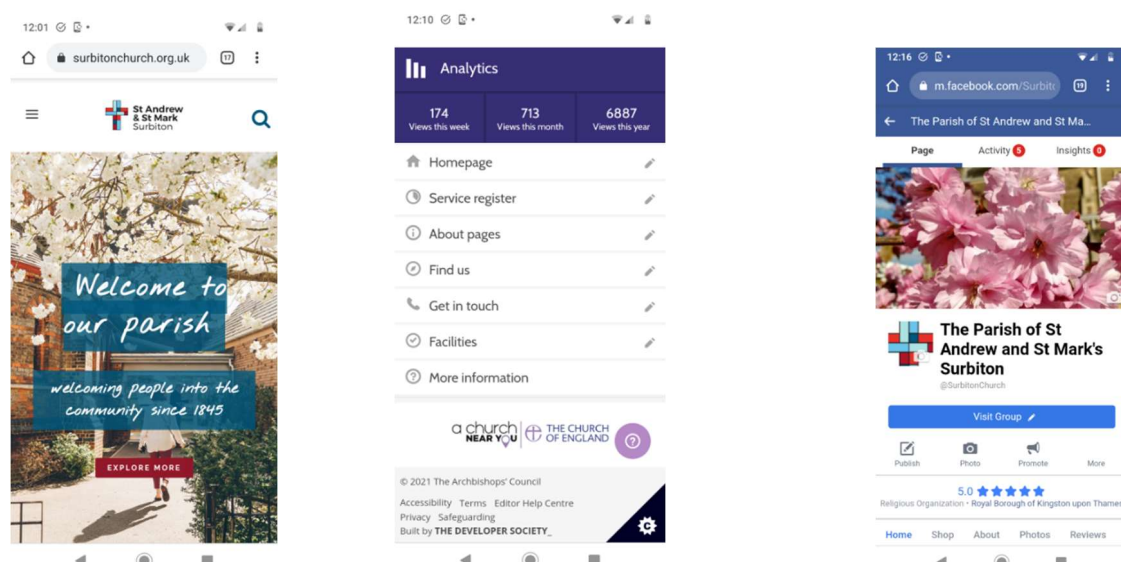 12:01
surbitonchurch.org.uk
17
St Andrew
& St Mark
Surbiton
Welcome to
our parish
welcoming people into the
community since 1845
EXPLORE MORE
12:10
Analytics
174
Views this week
713
Views this month
6887
Views this year
Homepage
Service register
About pages
Find us
Get in touch
Facilities
More information
a church
NEAR YOU
THE CHURCH
OF ENGLAND
© 2021 The Archbishops' Council
Accessibility Terms Editor Help Centre
Privacy Safeguarding
Built by THE DEVELOPER SOCIETY_
12:16
m.facebook.com/Surbito
19
The Parish of St Andrew and St Ma...
Page Activity 5 Insights 0
The Parish of St
Andrew and St Mark's
Surbiton
@SurbitonChurch
Visit Group
Publish Photo Promote More
5.0
Religious Organization • Royal Borough of Kingston upon Thames
Home Shop About Photos Reviews